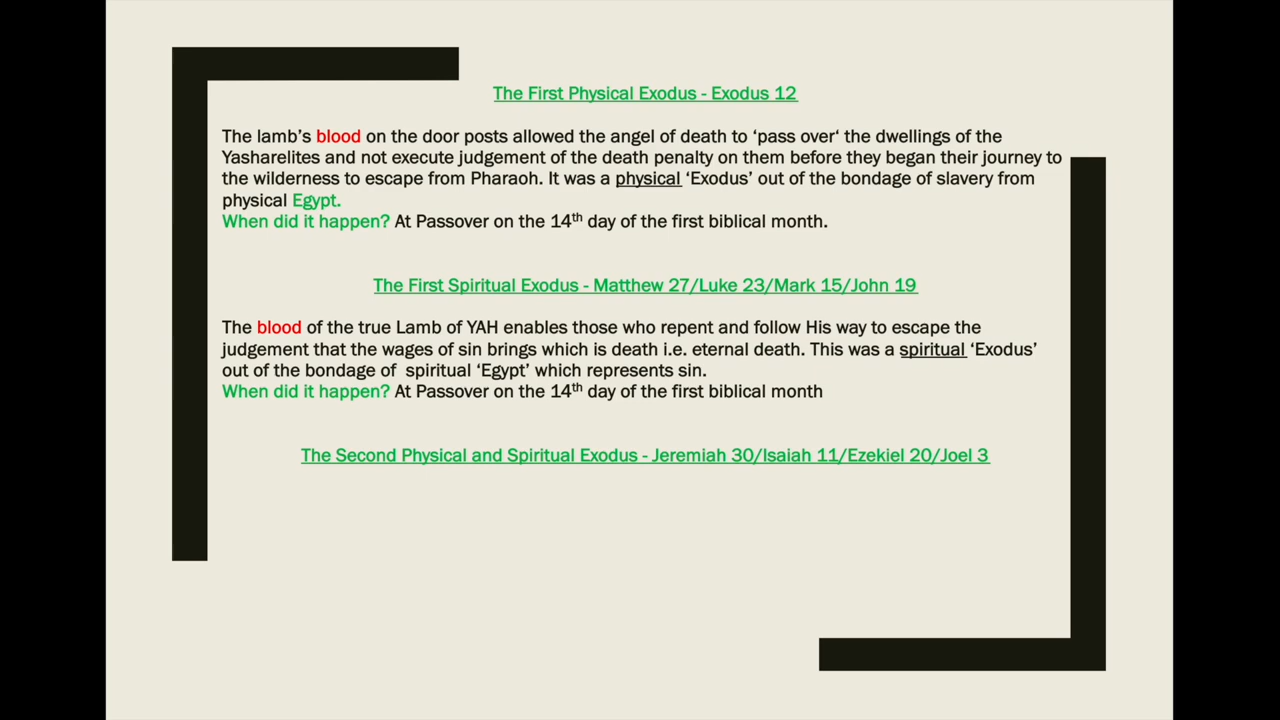 The First Physical Exodus - Exodus 12
The lamb's blood on the door posts allowed the angel of death to ‘pass over‘ the dwellings of the
Yasharelites and not execute judgement of the death penalty on them before they began their journey to
the wilderness to escape from Pharaoh. It was a physical ‘Exodus’ out of the bondage of slavery from
physical Egypt.
When did it happen? At Passover on the 14th day of the first biblical month.
The First Spiritual Exodus - Matthew 27/Luke 23/Mark 15/John 19
The blood of the true Lamb of YAH enables those who repent and follow His way to escape the
judgement that the wages of sin brings which is death i.e. eternal death. This was a spiritual ‘Exodus’
out of the bondage of  spiritual ‘Egypt’ which represents sin.
When did it happen? At Passover on the 14th day of the first biblical month
The Second Physical and Spiritual Exodus - Jeremiah 30/Isaiah 11/Ezekiel 20/Joel 3